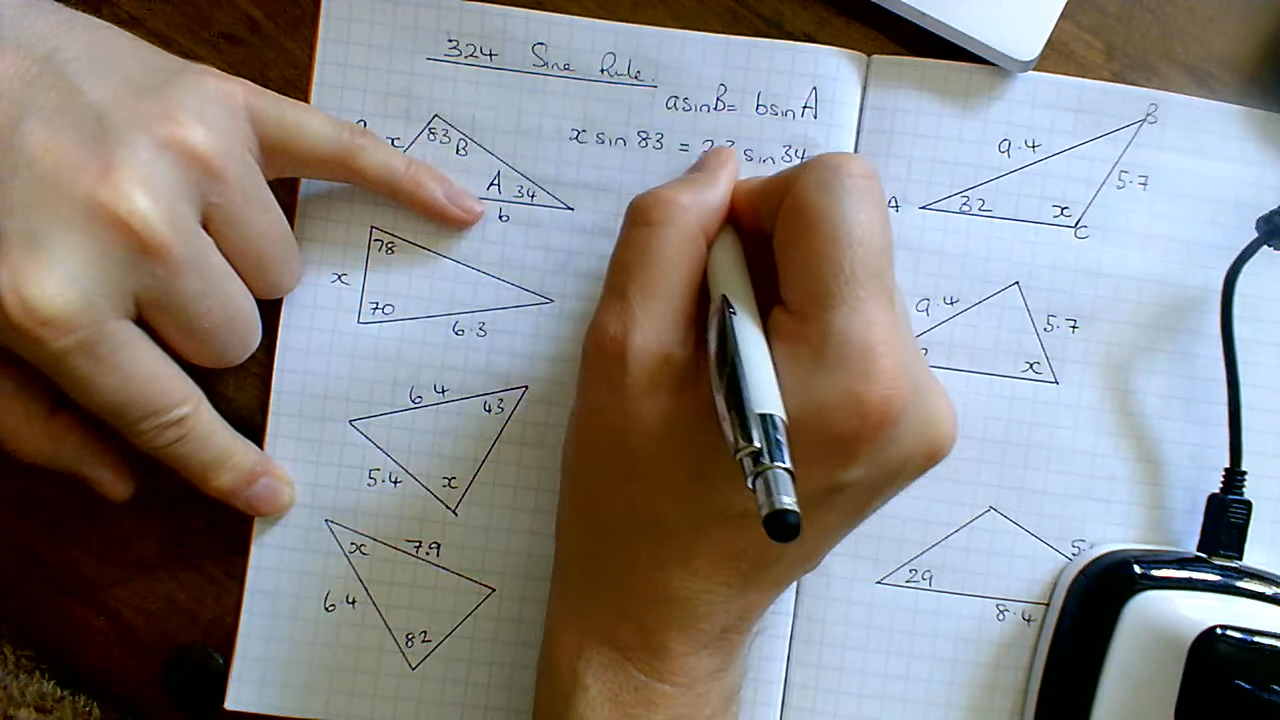 324 Sine Rule.
asinB= bsinA
x sin 83 = sin 34
x
83 B
A 34
b
78
x
70
6.3
6.4
43
5.4
x
x
7.9
6.4
82
B
9.4
5.7
A
32
x
C
9.4
5.7
x
29
5.
8.4